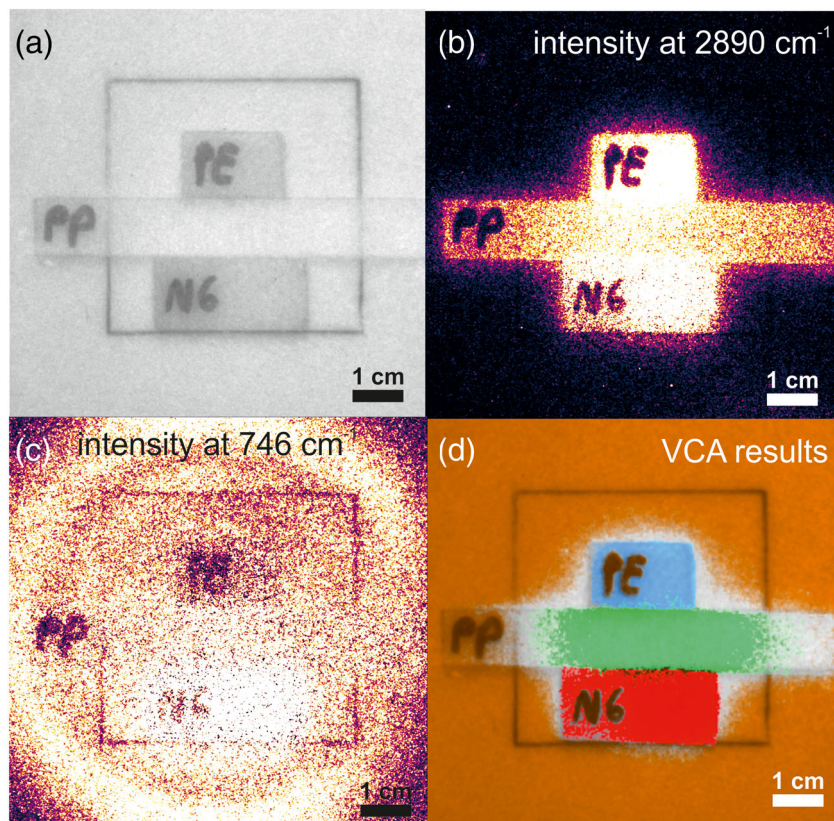 (a)
PE
PP
N6
1 cm
(b)
intensity at 2890 cm⁻¹
PE
PP
N6
1 cm
(c)
intensity at 746 cm⁻¹
PE
PP
N6
1 cm
(d)
VCA results
PE
PP
N6
1 cm